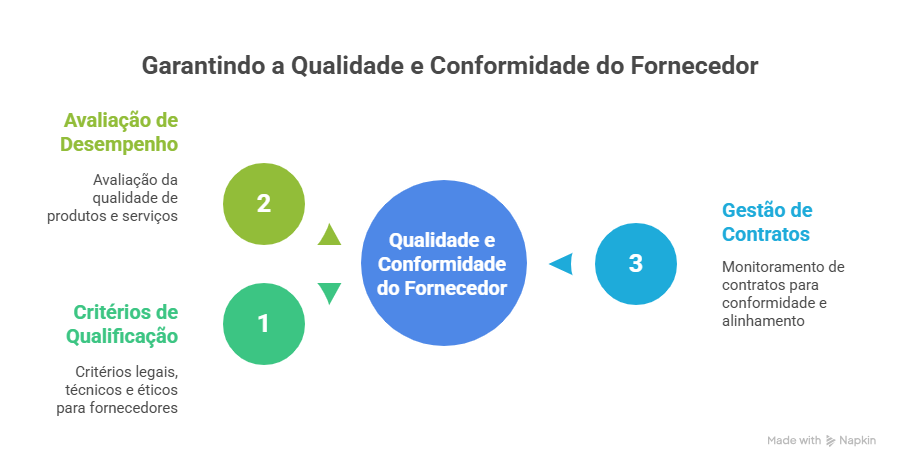 Garantindo a Qualidade e Conformidade do Fornecedor
Avaliação de
Desempenho
Avaliação da
qualidade de
produtos e serviços
2
Critérios de
Qualificação
Critérios legais,
técnicos e éticos
para fornecedores
1
Qualidade e
Conformidade
do Fornecedor
3
Gestão de
Contratos
Monitoramento de
contratos para
conformidade e
alinhamento
Made with Napkin